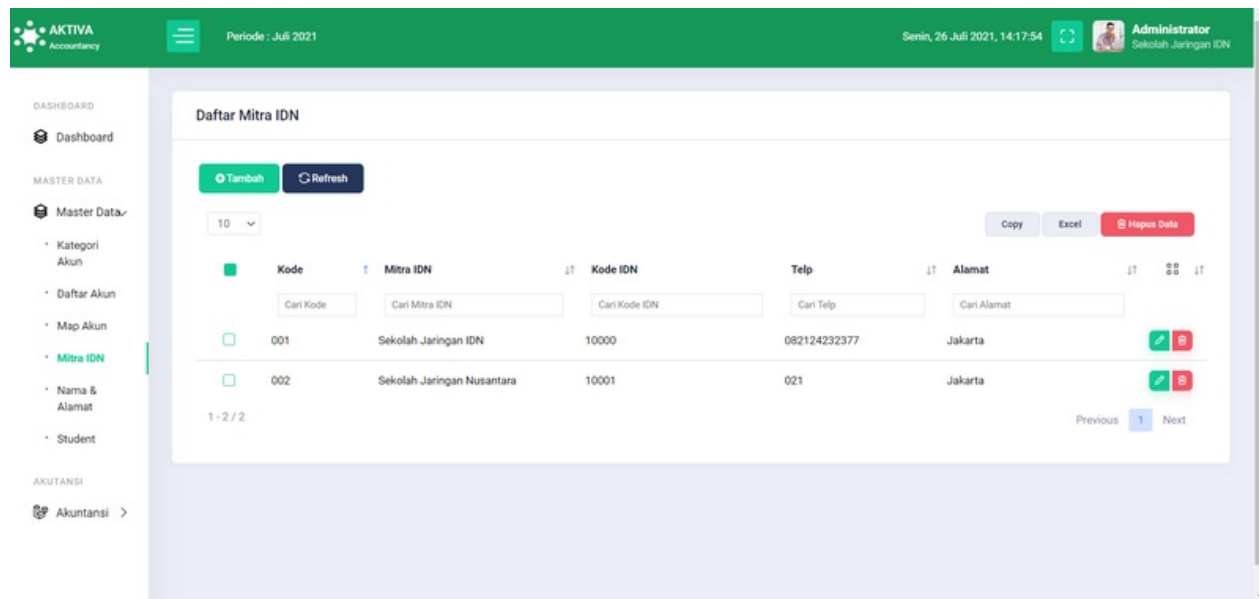 AKTIVA
Accountancy
Periode : Juli 2021
Senin, 26 Juli 2021, 14:17:54
Administrator
Sekolah Jaringan IDN
DASHBOARD
Dashboard
MASTER DATA
Master Data
Kategori
Akun
Daftar Akun
Map Akun
Mitra IDN
Nama &
Alamat
Student
AKUTANSI
Akuntansi >
Daftar Mitra IDN
Tambah Refresh
10 Copy Excel Hapus Data
Kode Mitra IDN Kode IDN Telp Alamat
Cari Kode Cari Mitra IDN Cari Kode IDN Cari Telp Cari Alamat
001 Sekolah Jaringan IDN 10000 082124232377 Jakarta
002 Sekolah Jaringan Nusantara 10001 021 Jakarta
1 - 2 / 2 Previous 1 Next